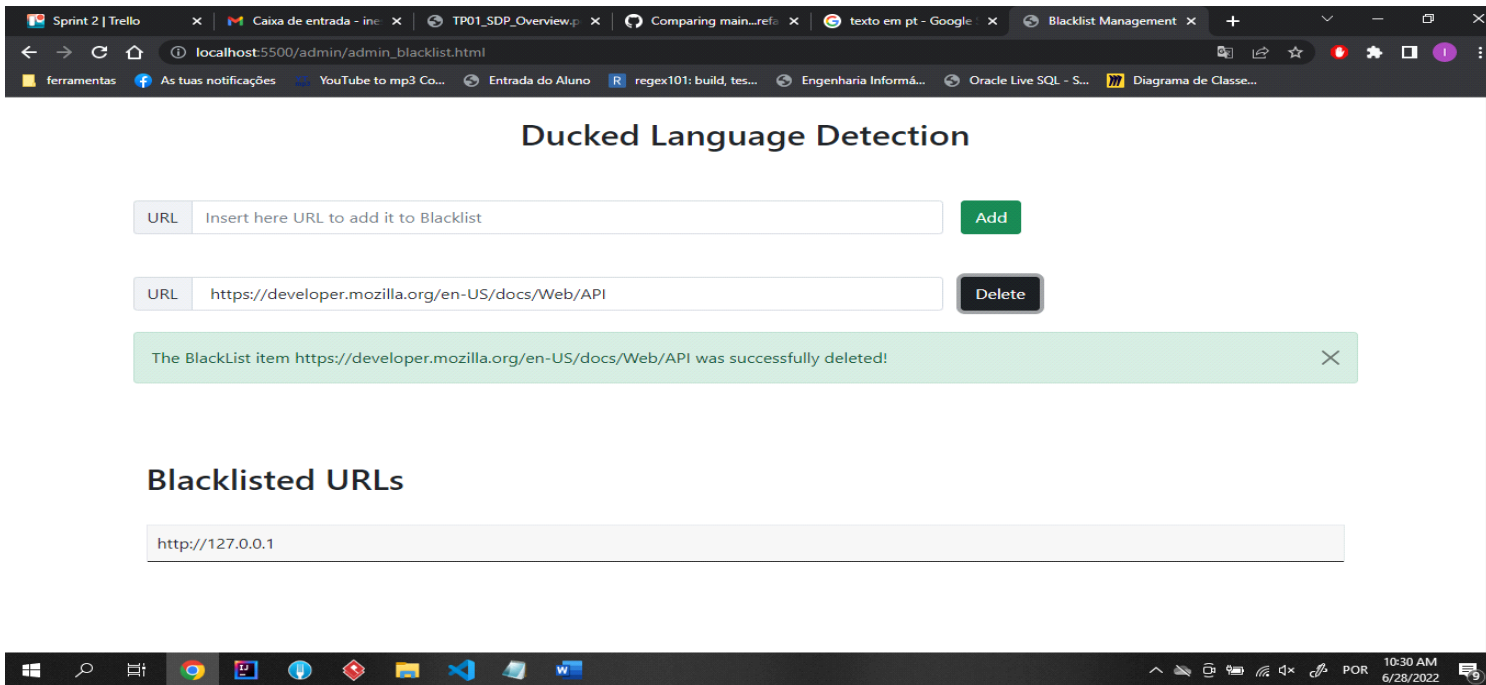 Sprint 2 | Trello
Caixa de entrada - ine
TP01_SDP_Overview.p
Comparing main...refa
texto em pt - Google
Blacklist Management
localhost:5500/admin/admin_blacklist.html
ferramentas
As tuas notificações
YouTube to mp3 Co...
Entrada do Aluno
regex101: build, tes...
Engenharia Informá...
Oracle Live SQL - S...
Diagrama de Classe...
Ducked Language Detection
URL Insert here URL to add it to Blacklist Add
URL https://developer.mozilla.org/en-US/docs/Web/API Delete
The BlackList item https://developer.mozilla.org/en-US/docs/Web/API was successfully deleted!
Blacklisted URLs
http://127.0.0.1
POR
10:30 AM
6/28/2022
9